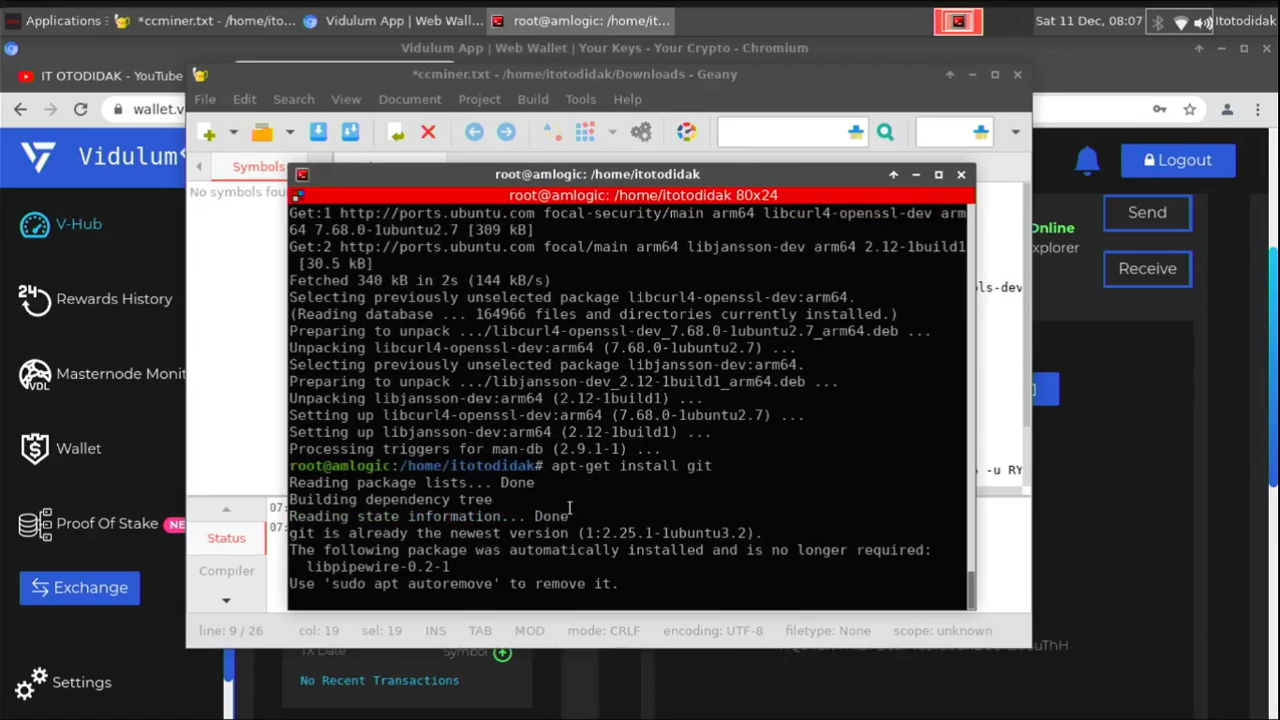 Applications
*ccminer.txt - /home/ito...
Vidulum App | Web Wall...
root@amlogic: /home/it...
Sat 11 Dec, 08:07
Itotodidak
Vidulum App | Web Wallet | Your Keys - Your Crypto - Chromium
IT OTODIDAK - YouTube
*ccminer.txt - /home/itotodidak/Downloads - Geany
wallet.v
File Edit Search View Document Project Build Tools Help
Vidulum
Logout
Symbols
No symbols fou
V-Hub
Rewards History
Masternode Monit
Wallet
Proof Of Stake NE
Exchange
Settings
root@amlogic: /home/itotodidak
root@amlogic: /home/itotodidak 80x24
Get:1 http://ports.ubuntu.com focal-security/main arm64 libcurl4-openssl-dev arm
64 7.68.0-1ubuntu2.7 [309 kB]
Get:2 http://ports.ubuntu.com focal/main arm64 libjansson-dev arm64 2.12-1build1
[30.5 kB]
Fetched 340 kB in 2s (144 kB/s)
Selecting previously unselected package libcurl4-openssl-dev:arm64.
(Reading database ... 164966 files and directories currently installed.)
Preparing to unpack .../libcurl4-openssl-dev_7.68.0-1ubuntu2.7_arm64.deb ...
Unpacking libcurl4-openssl-dev:arm64 (7.68.0-1ubuntu2.7) ...
Selecting previously unselected package libjansson-dev:arm64.
Preparing to unpack .../libjansson-dev_2.12-1build1_arm64.deb ...
Unpacking libjansson-dev:arm64 (2.12-1build1) ...
Setting up libcurl4-openssl-dev:arm64 (7.68.0-1ubuntu2.7) ...
Setting up libjansson-dev:arm64 (2.12-1build1) ...
Processing triggers for man-db (2.9.1-1) ...
root@amlogic:/home/itotodidak# apt-get install git
Reading package lists... Done
Building dependency tree
Reading state information... Done
git is already the newest version (1:2.25.1-1ubuntu3.2).
The following package was automatically installed and is no longer required:
libpipewire-0.2-1
Use 'sudo apt autoremove' to remove it.
Send
Online
explorer
Receive
ols-dev
-u RY
07:
07:
Status
Compiler
line: 9 / 26 col: 19 sel: 19 INS TAB MOD mode: CRLF encoding: UTF-8 filetype: None scope: unknown
TX Date
Symbol
No Recent Transactions